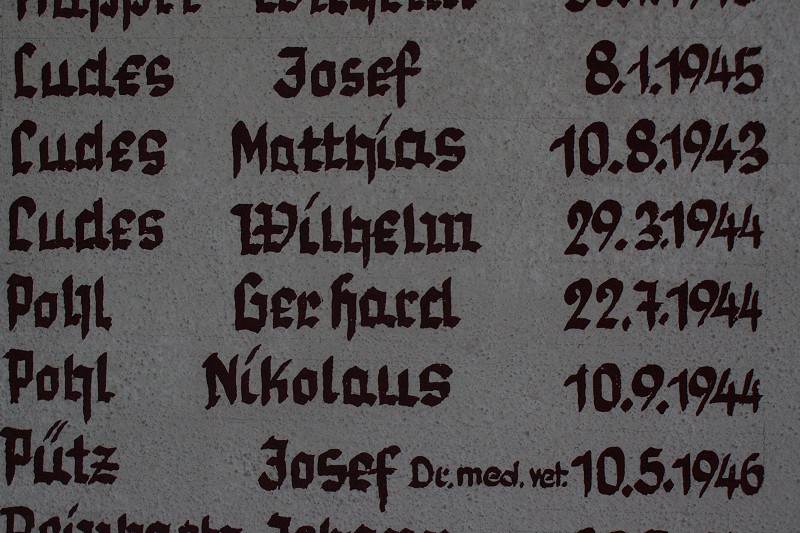 Ludes Josef 8.1.1945
Ludes Matthias 10.8.1943
Ludes Wilhelm 29.3.1944
Pohl Gerhard 22.7.1944
Pohl Nikolaus 10.9.1944
Pütz Josef Dr. med. vet. 10.5.1946